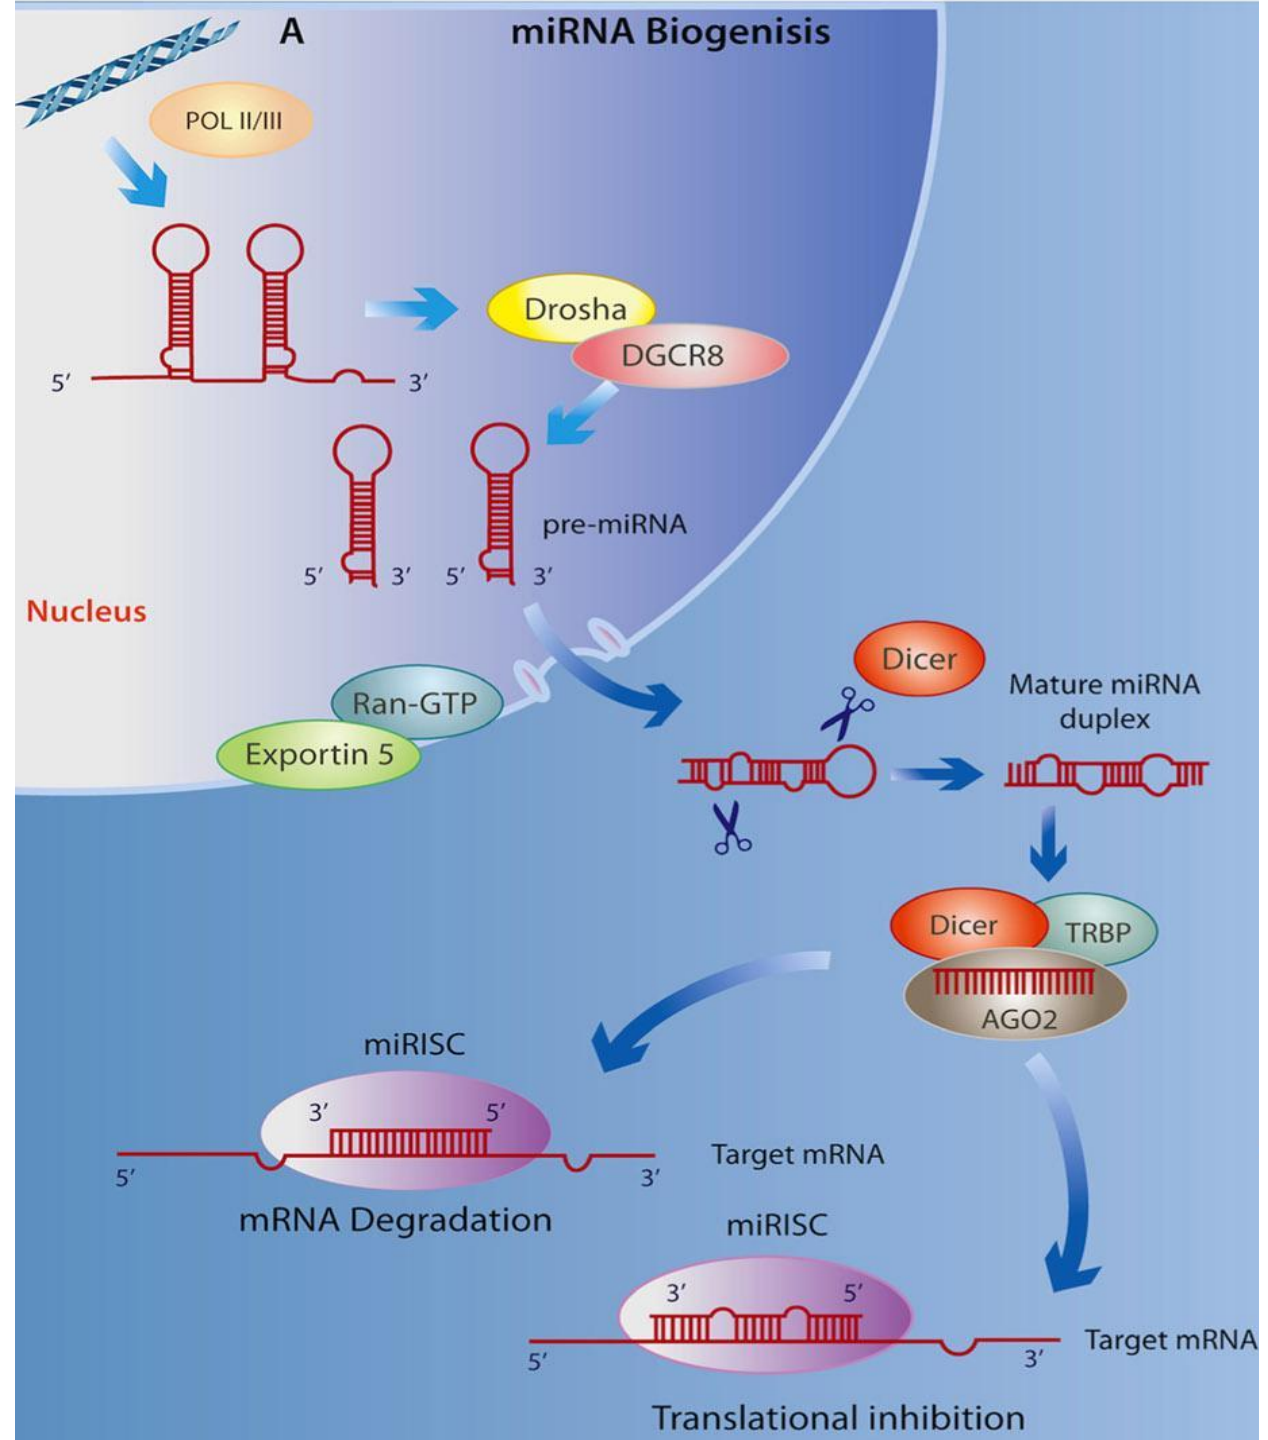 A
miRNA Biogenisis
POL II/III
Drosha
DGCR8
5′
3′
pre-miRNA
5′
3′
5′
3′
Nucleus
Ran-GTP
Exportin 5
Dicer
Mature miRNA
duplex
Dicer
TRBP
AGO2
miRISC
3′
5′
5′
3′
Target mRNA
mRNA Degradation
miRISC
3′
5′
5′
3′
Target mRNA
Translational inhibition